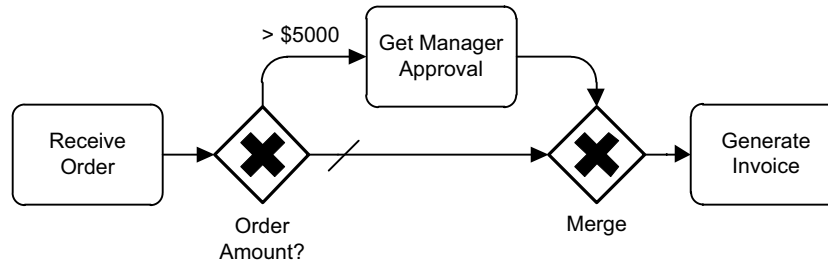 > $5000
Get Manager
Approval
Receive
Order
Generate
Invoice
Order
Amount?
Merge